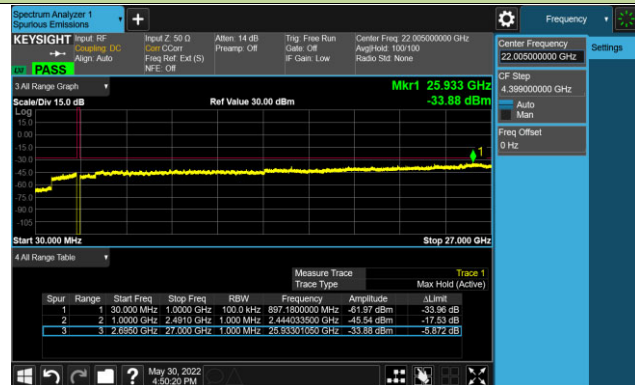 Spectrum Analyzer 1
Spurious Emissions
Frequency
KEYSIGHT Input: RF
Coupling: DC
Align: Auto
Input Z: 50 Ω
Corr CCorr
Freq Ref: Ext (S)
NFE: Off
Atten: 14 dB
Preamp: Off
Trig: Free Run
Gate: Off
IF Gain: Low
Center Freq: 22.005000000 GHz
Avg|Hold: 100/100
Radio Std: None
PASS
Center Frequency
22.005000000 GHz
Settings
CF Step
4.399000000 GHz
Auto
Man
Freq Offset
0 Hz
3 All Range Graph
Mkr1 25.933 GHz
Scale/Div 15.0 dB
Ref Value 30.00 dBm
-33.88 dBm
Log
15.0
0.00
-15.0
-30.0
-45.0
-60.0
-75.0
-90.0
-105
1
Start 30.000 MHz
Stop 27.000 GHz
4 All Range Table
Measure Trace Trace 1
Trace Type Max Hold (Active)
Spur Range Start Freq Stop Freq RBW Frequency Amplitude ΔLimit
1 1 30.000 MHz 1.0000 GHz 100.0 kHz 897.1800000 MHz -61.97 dBm -33.96 dB
2 2 1.0000 GHz 2.4910 GHz 1.000 MHz 2.444033500 GHz -45.54 dBm -17.53 dB
3 3 2.6950 GHz 27.000 GHz 1.000 MHz 25.93301050 GHz -33.88 dBm -5.872 dB
?
May 30, 2022
4:50:20 PM